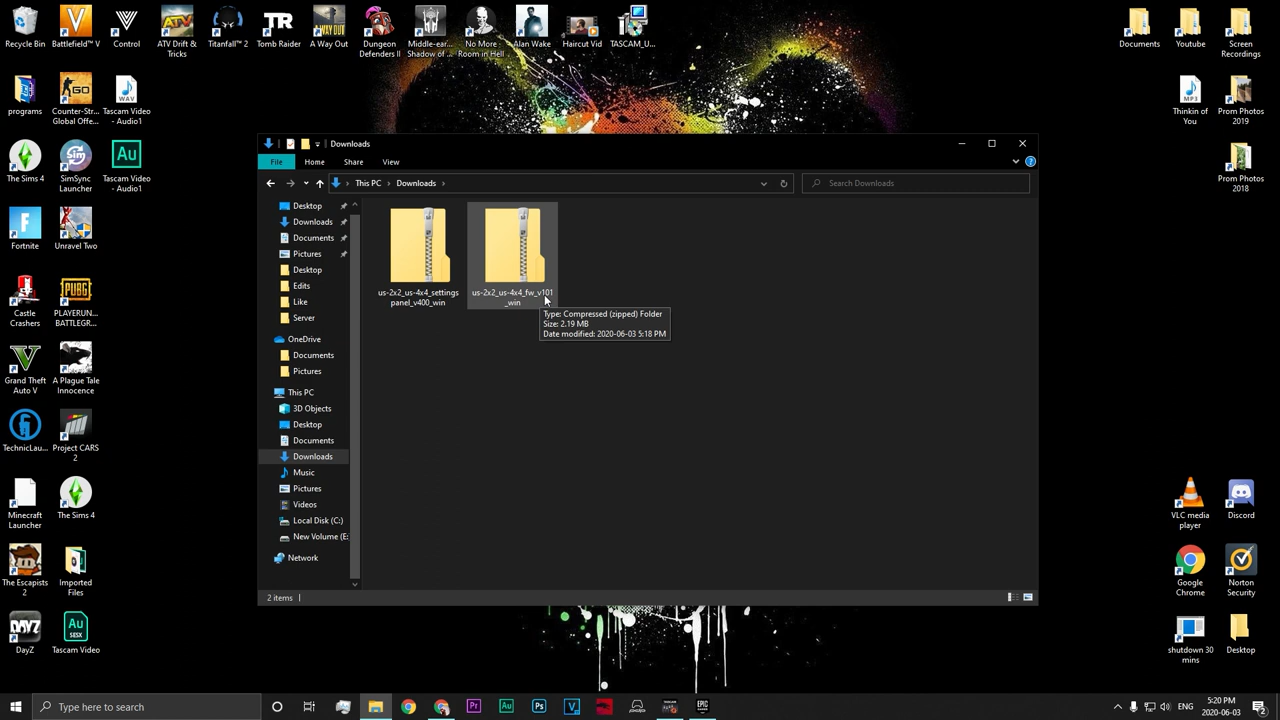 Recycle Bin
Battlefield™ V
Control
ATV Drift &
Tricks
Titanfall™ 2
Tomb Raider
A Way Out
Dungeon
Defenders II
Middle-ear...
Shadow of ...
No More
Room in Hell
Alan Wake
Haircut Vid
TASCAM_U...
Documents
Youtube
Screen
Recordings
programs
Counter-Str...
Global Offe...
Tascam Video
- Audio1
WAV
Thinkin of
You
MP3
Prom Photos
2019
The Sims 4
SimSync
Launcher
Tascam Video
- Audio1
Prom Photos
2018
Fortnite
Unravel Two
Castle
Crashers
PLAYERUN...
BATTLEGR...
Grand Theft
Auto V
A Plague Tale
Innocence
TechnicLau...
Project CARS
2
Minecraft
Launcher
The Sims 4
The Escapists
2
Imported
Files
DayZ
Tascam Video
Downloads
File
Home
Share
View
This PC
Downloads
Search Downloads
Desktop
Downloads
Documents
Pictures
Desktop
Edits
Like
Server
OneDrive
Documents
Pictures
This PC
3D Objects
Desktop
Documents
Downloads
Music
Pictures
Videos
Local Disk (C:)
New Volume (E:
Network
us-2x2_us-4x4_settings
panel_v400_win
us-2x2_us-4x4_fw_v101
_win
Type: Compressed (zipped) Folder
Size: 2.19 MB
Date modified: 2020-06-03 5:18 PM
2 items
VLC media
player
Discord
Google
Chrome
Norton
Security
shutdown 30
mins
Desktop
Type here to search
5:20 PM
2020-06-03